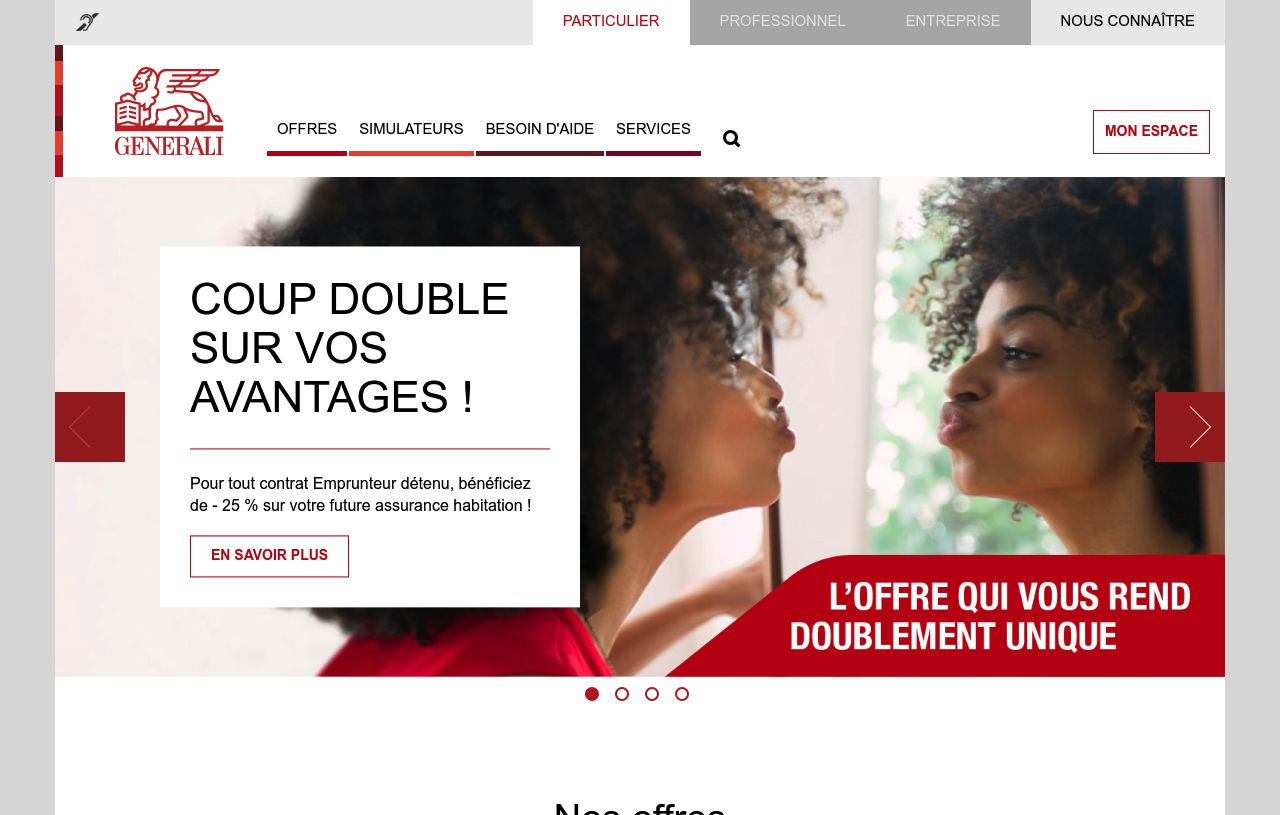 PARTICULIER
PROFESSIONNEL
ENTREPRISE
NOUS CONNAÎTRE
GENERALI
OFFRES
SIMULATEURS
BESOIN D'AIDE
SERVICES
MON ESPACE
COUP DOUBLE
SUR VOS
AVANTAGES !
Pour tout contrat Emprunteur détenu, bénéficiez
de - 25 % sur votre future assurance habitation !
EN SAVOIR PLUS
L'OFFRE QUI VOUS REND
DOUBLEMENT UNIQUE
Nos offres